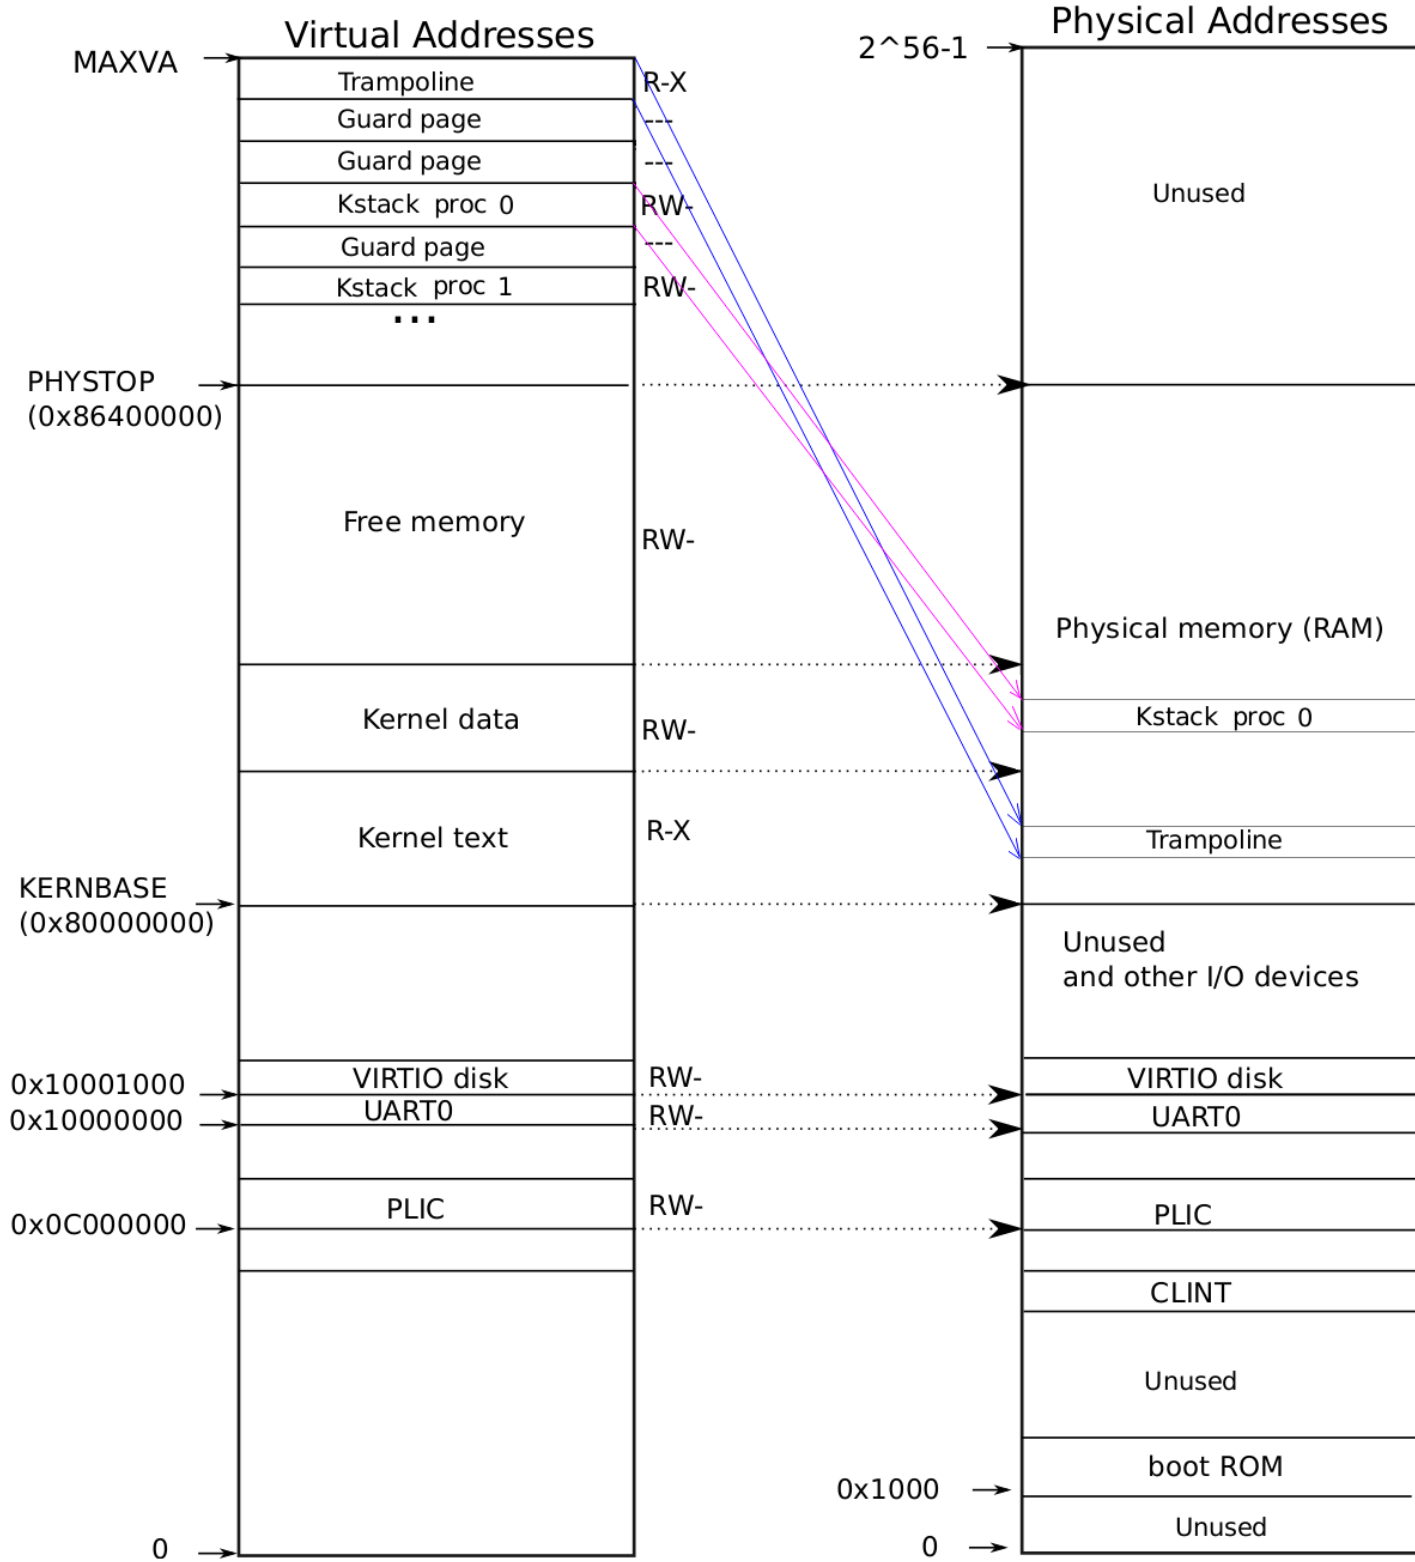 Virtual Addresses
Physical Addresses
MAXVA
2^56-1
Trampoline
R-X
Guard page
---
Guard page
---
Unused
Kstack proc 0
RW-
Guard page
---
Kstack proc 1
RW-
...
PHYSTOP
(0x86400000)
Free memory
RW-
Physical memory (RAM)
Kernel data
RW-
Kstack proc 0
Kernel text
R-X
Trampoline
KERNBASE
(0x80000000)
Unused
and other I/O devices
0x10001000
VIRTIO disk
RW-
VIRTIO disk
0x10000000
UART0
RW-
UART0
0x0C000000
PLIC
RW-
PLIC
CLINT
Unused
boot ROM
0x1000
Unused
0
0